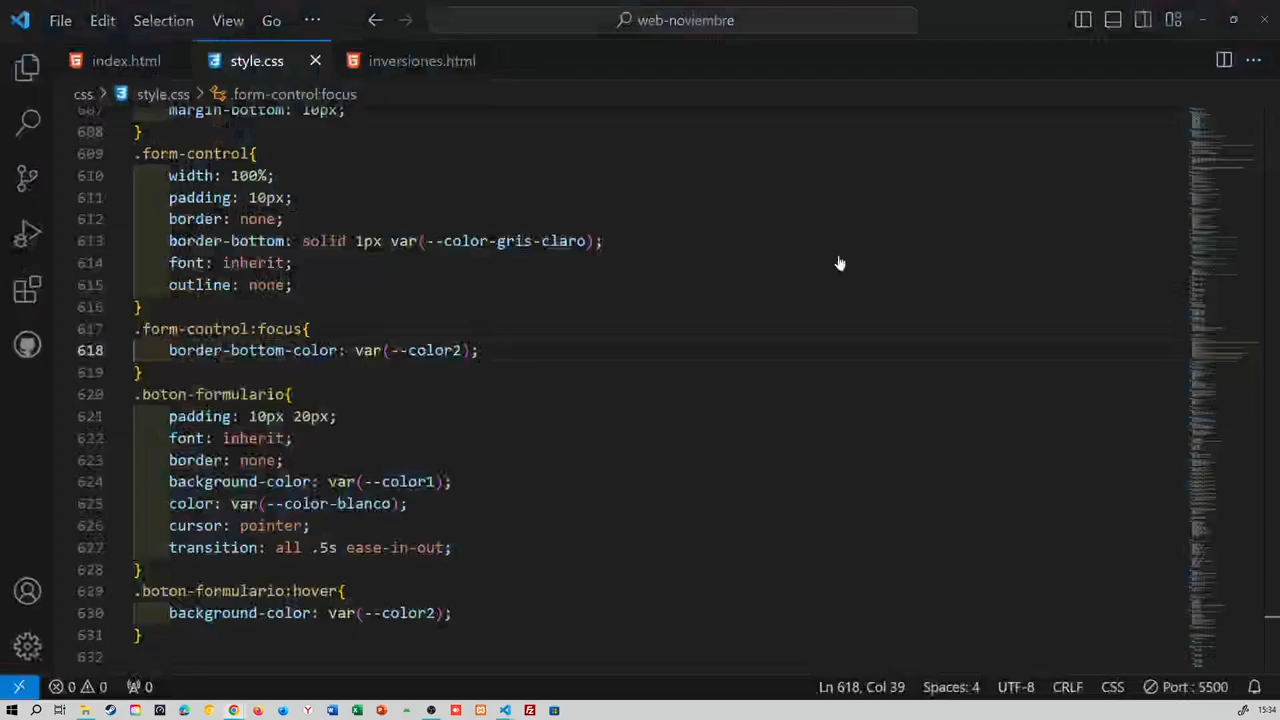 File Edit Selection View Go ··· web-noviembre
index.html style.css inversiones.html
css > style.css > .form-control:focus
607 margin-bottom: 10px;
608 }
609 .form-control{
610 width: 100%;
611 padding: 10px;
612 border: none;
613 border-bottom: solid 1px var(--color-gris-claro);
614 font: inherit;
615 outline: none;
616 }
617 .form-control:focus{
618 border-bottom-color: var(--color2);
619 }
620 .boton-formulario{
621 padding: 10px 20px;
622 font: inherit;
623 border: none;
624 background-color: var(--color1);
625 color: var(--color-blanco);
626 cursor: pointer;
627 transition: all .5s ease-in-out;
628 }
629 .boton-formulario:hover{
630 background-color: var(--color2);
631 }
632
0 0 0 Ln 618, Col 39 Spaces: 4 UTF-8 CRLF CSS Port : 5500
15:34